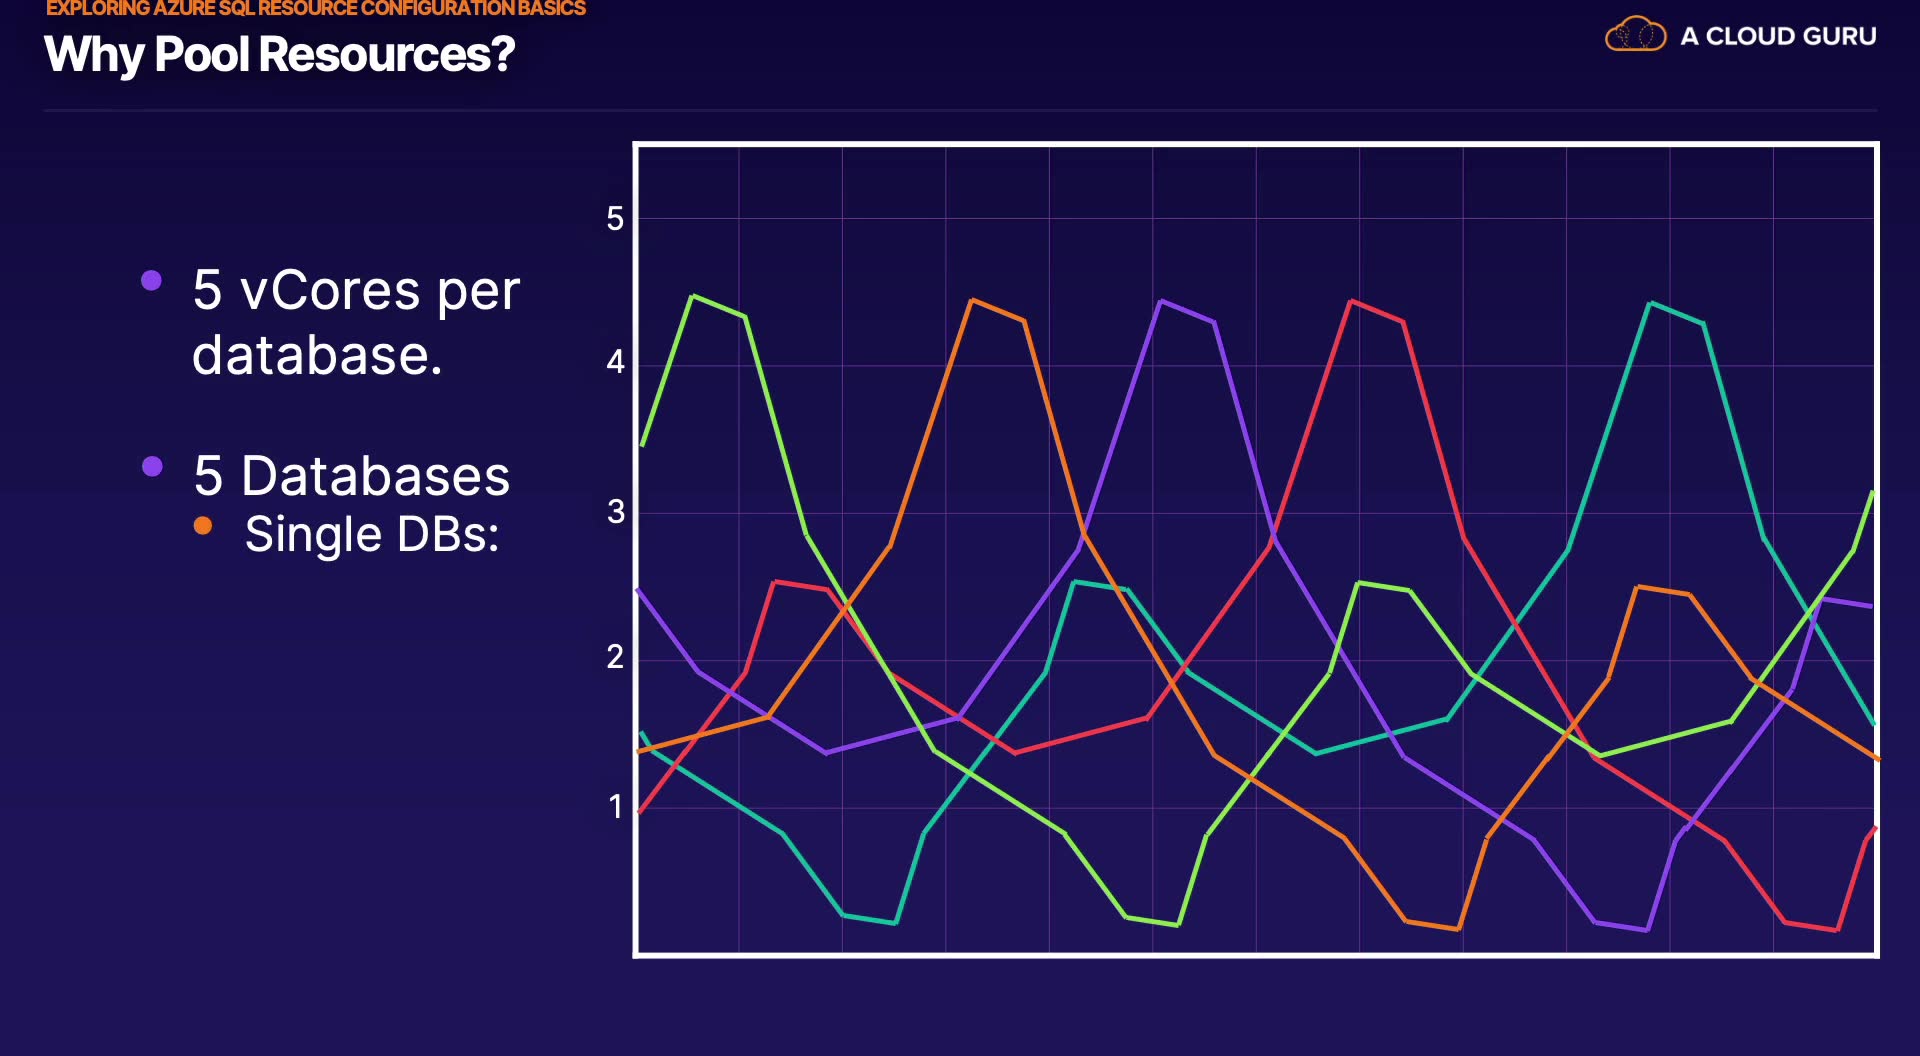 EXPLORING AZURE SQL RESOURCE CONFIGURATION BASICS
Why Pool Resources?
A CLOUD GURU
5 vCores per
database.
5 Databases
Single DBs:
5
4
3
2
1